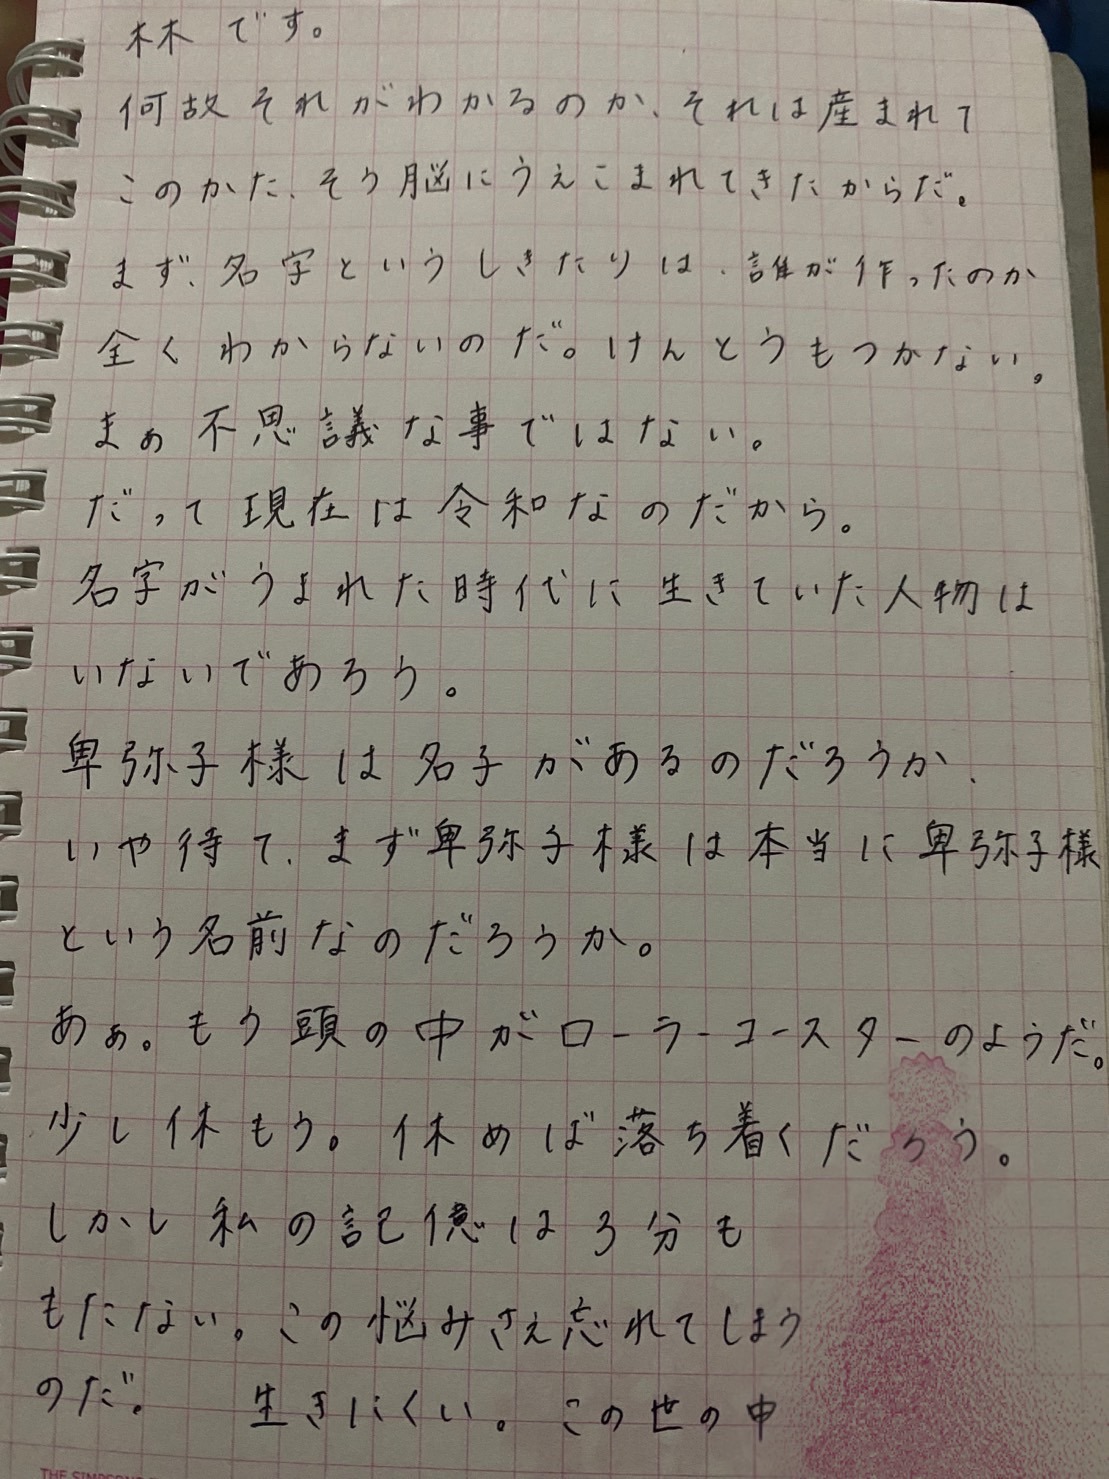 林です。
何故それがわかるのか、それは産まれて
このかた、そう脳にうえこまれてきたからだ。
まず、名字というしきたりは、誰が作ったのか
全くわからないのだ。けんとうもつかない。
まぁ不思議な事ではない。
だって現在は令和なのだから。
名字がうまれた時代に生きていた人物は
いないであろう。
卑弥子様は名子があるのだろうか、
いや待て、まず卑弥子様は本当に卑弥子様
という名前なのだろうか。
あぁ。もう頭の中がローラーコースターのようだ。
少し休もう。休めば落ち着くだろう。
しかし私の記億は3分も
もたない。この悩みさえ忘れてしまう
のだ。 生きにくい。この世の中